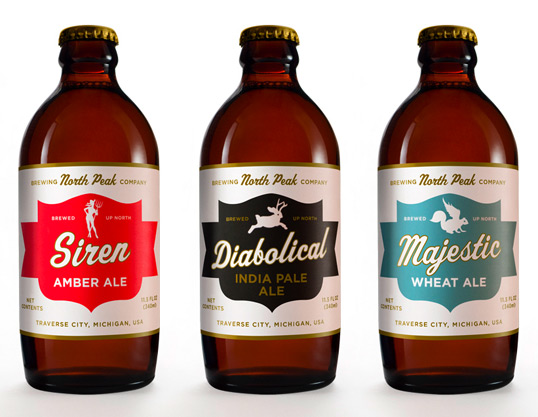 BREWING North Peak COMPANY
BREWED UP NORTH
Siren
AMBER ALE
NET CONTENTS 11.5 FL OZ (340ml)
TRAVERSE CITY, MICHIGAN, USA
BREWING North Peak COMPANY
BREWED UP NORTH
Diabolical
INDIA PALE
ALE
NET CONTENTS 11.5 FL OZ (340ml)
TRAVERSE CITY, MICHIGAN, USA
BREWING North Peak COMPANY
BREWED UP NORTH
Majestic
WHEAT ALE
NET CONTENTS 11.5 FL OZ (340ml)
TRAVERSE CITY, MICHIGAN, USA